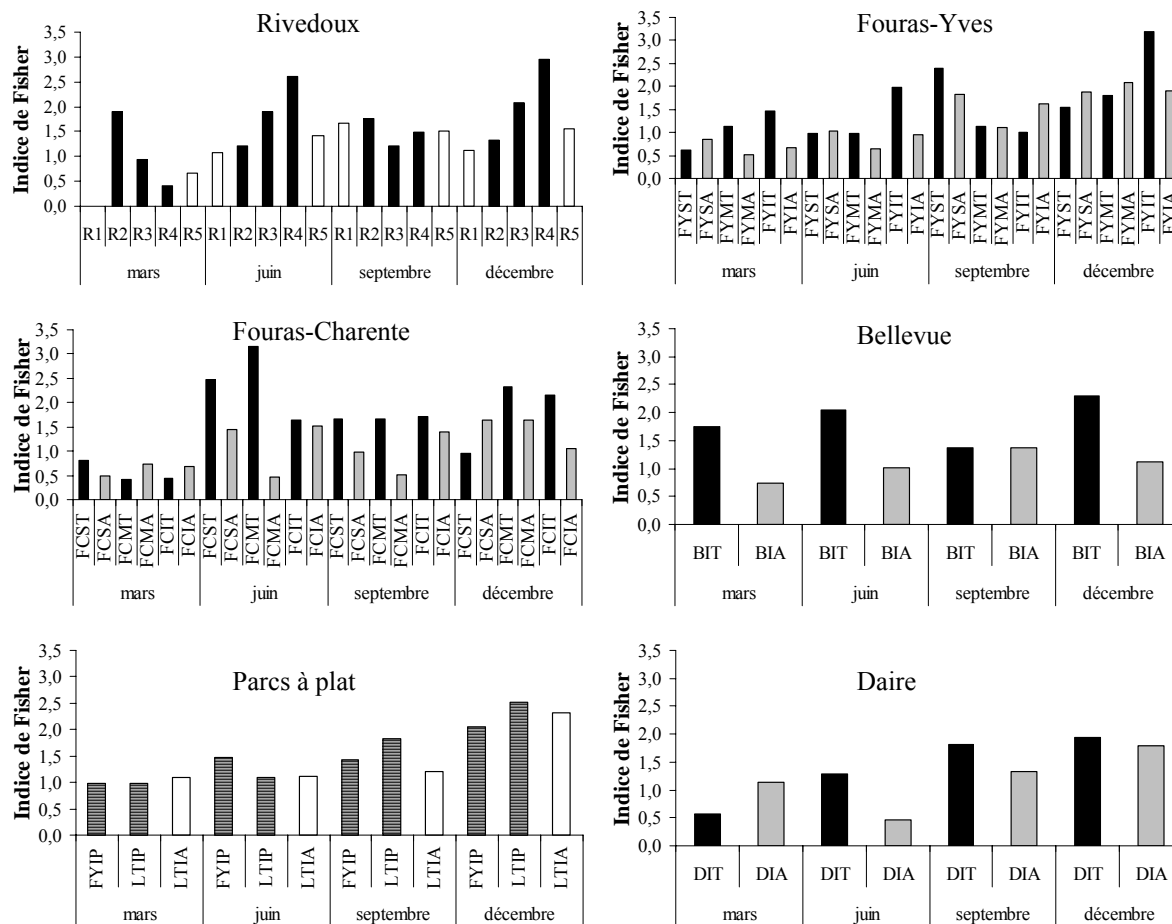 Rivedoux
Indice de Fisher
3,5
3,0
2,5
2,0
1,5
1,0
0,5
0,0
R1 R2 R3 R4 R5 R1 R2 R3 R4 R5 R1 R2 R3 R4 R5 R1 R2 R3 R4 R5
mars juin septembre décembre
Fouras-Yves
Indice de Fisher
3,5
3,0
2,5
2,0
1,5
1,0
0,5
0,0
FYST FYSA FYMT FYMA FYIT FYIA FYST FYSA FYMT FYMA FYIT FYIA FYST FYSA FYMT FYMA FYIT FYIA FYST FYSA FYMT FYMA FYIT FYIA
mars juin septembre décembre
Fouras-Charente
Indice de Fisher
3,5
3,0
2,5
2,0
1,5
1,0
0,5
0,0
FCST FCSA FCMT FCMA FCIT FCIA FCST FCSA FCMT FCMA FCIT FCIA FCST FCSA FCMT FCMA FCIT FCIA FCST FCSA FCMT FCMA FCIT FCIA
mars juin septembre décembre
Bellevue
Indice de Fisher
3,5
3,0
2,5
2,0
1,5
1,0
0,5
0,0
BIT BIA BIT BIA BIT BIA BIT BIA
mars juin septembre décembre
Parcs à plat
Indice de Fisher
3,5
3,0
2,5
2,0
1,5
1,0
0,5
0,0
FYIP LTIP LTIA FYIP LTIP LTIA FYIP LTIP LTIA FYIP LTIP LTIA
mars juin septembre décembre
Daire
Indice de Fisher
3,5
3,0
2,5
2,0
1,5
1,0
0,5
0,0
DIT DIA DIT DIA DIT DIA DIT DIA
mars juin septembre décembre